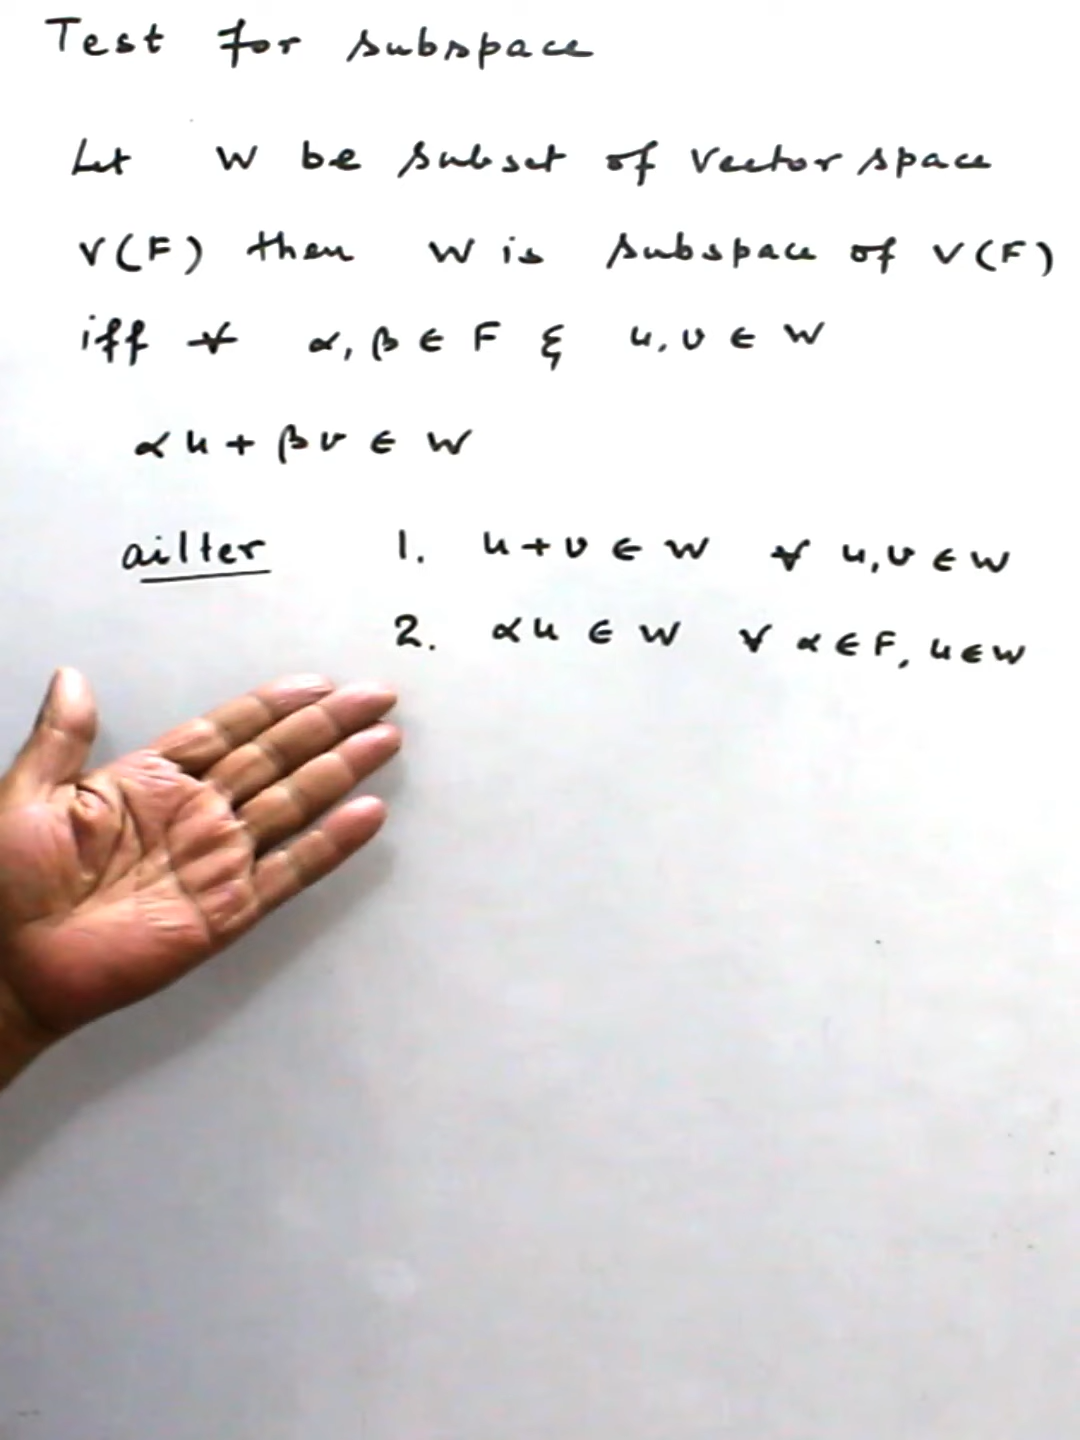 Test for subspace
Let W be subset of vector space
V(F) then W is subspace of V(F)
iff ∀ α, β ∈ F & u, v ∈ W
αu + βv ∈ W
ailter 1. u + v ∈ W ∀ u, v ∈ W
2. αu ∈ W ∀ α ∈ F, u ∈ W